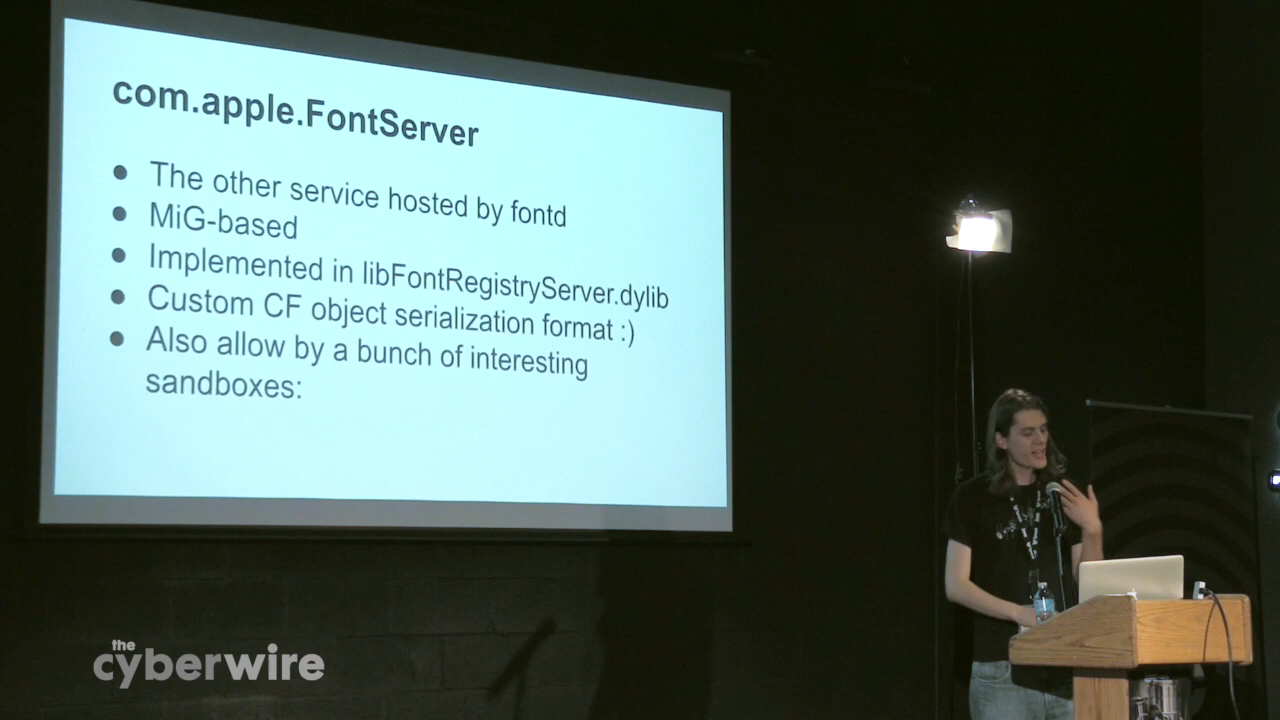 com.apple.FontServer
● The other service hosted by fontd
● MiG-based
● Implemented in libFontRegistryServer.dylib
● Custom CF object serialization format :)
● Also allow by a bunch of interesting
sandboxes:
the
cyberwire